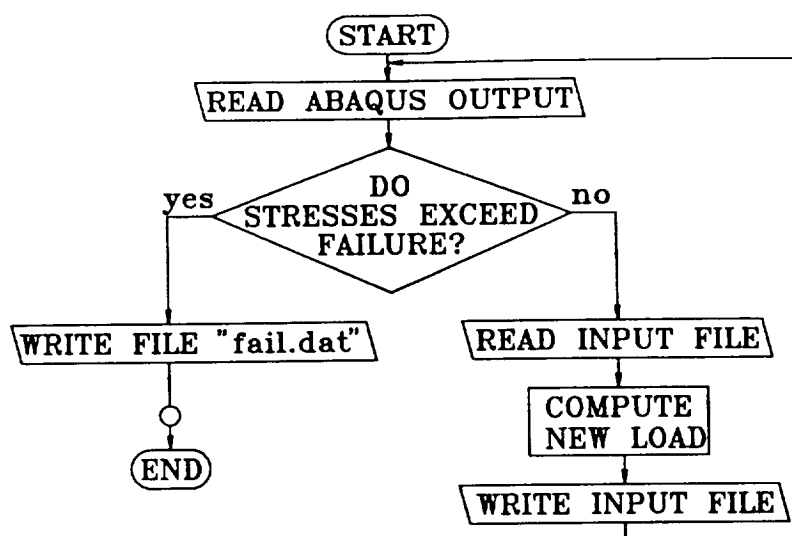 START
READ ABAQUS OUTPUT
DO
STRESSES EXCEED
FAILURE?
yes
no
WRITE FILE "fail.dat"
READ INPUT FILE
COMPUTE
NEW LOAD
END
WRITE INPUT FILE